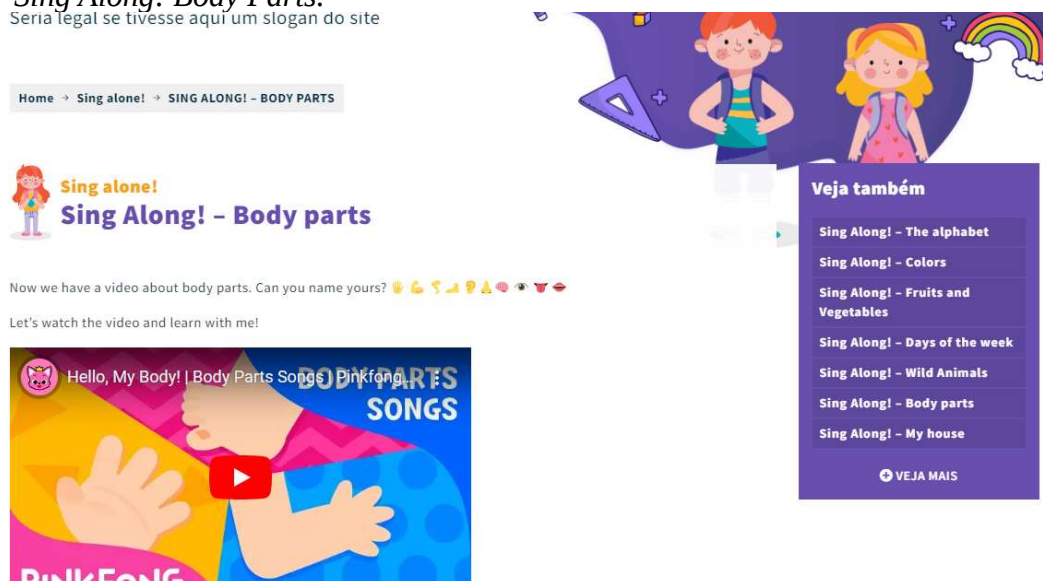 Sing Along! Body Parts.
Seria legal se tivesse aqui um slogan do site
Home → Sing alone! → SING ALONG! – BODY PARTS
Sing alone!
Sing Along! – Body parts
Now we have a video about body parts. Can you name yours? 🖐💪🦵🦶👂👃🧠👁👅👄
Let's watch the video and learn with me!
Hello, My Body! | Body Parts Songs | Pinkfong...
BODY PARTS
SONGS
PINKFONG
Veja também
Sing Along! – The alphabet
Sing Along! – Colors
Sing Along! – Fruits and
Vegetables
Sing Along! – Days of the week
Sing Along! – Wild Animals
Sing Along! – Body parts
Sing Along! – My house
VEJA MAIS